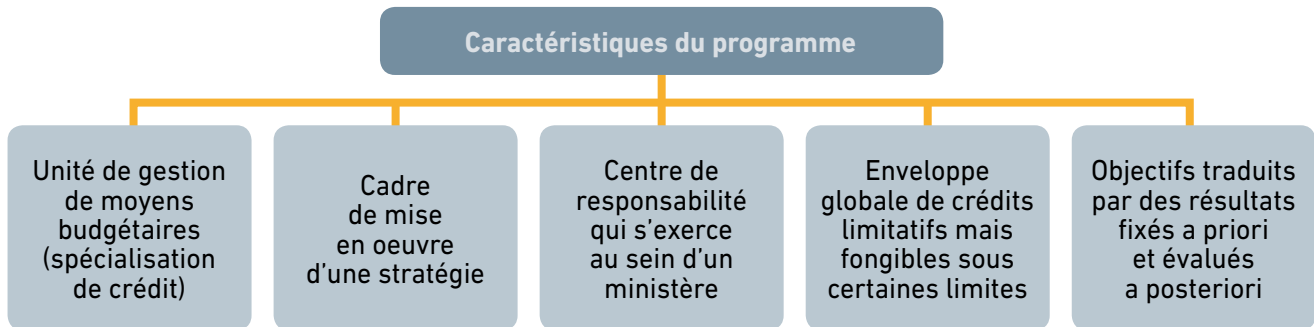 Caractéristiques du programme
Unité de gestion
de moyens
budgétaires
(spécialisation
de crédit)
Cadre
de mise
en oeuvre
d’une stratégie
Centre de
responsabilité
qui s’exerce
au sein d’un
ministère
Enveloppe
globale de crédits
limitatifs mais
fongibles sous
certaines limites
Objectifs traduits
par des résultats
fixés a priori
et évalués
a posteriori